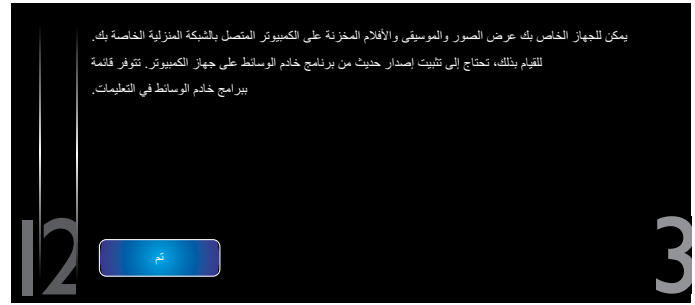 يمكن للجهاز الخاص بك عرض الصور والموسيقى والأفلام المخزنة على الكمبيوتر المتصل بالشبكة المنزلية الخاصة بك.
للقيام بذلك، تحتاج إلى تثبيت إصدار حديث من برنامج خادم الوسائط على جهاز الكمبيوتر. تتوفر قائمة
ببرامج خادم الوسائط في التعليمات.
3
12
تم